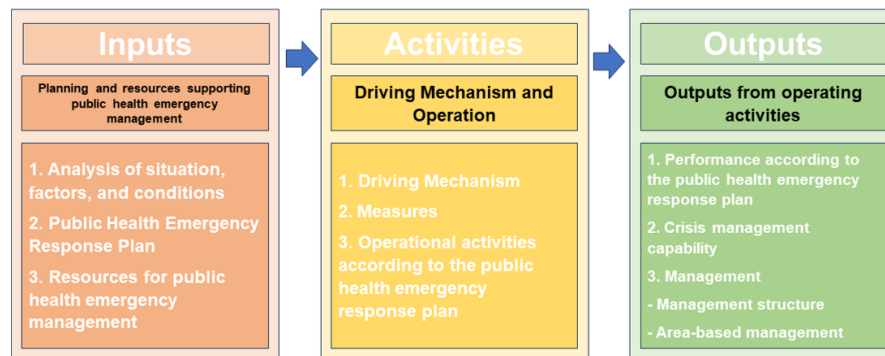 Inputs
Planning and resources supporting
public health emergency
management
1. Analysis of situation,
factors, and conditions
2. Public Health Emergency
Response Plan
3. Resources for public
health emergency
management
Activities
Driving Mechanism and
Operation
1. Driving Mechanism
2. Measures
3. Operational activities
according to the public
health emergency
response plan
Outputs
Outputs from operating
activities
1. Performance according to
the public health emergency
response plan
2. Crisis management
capability
3. Management
- Management structure
- Area-based management